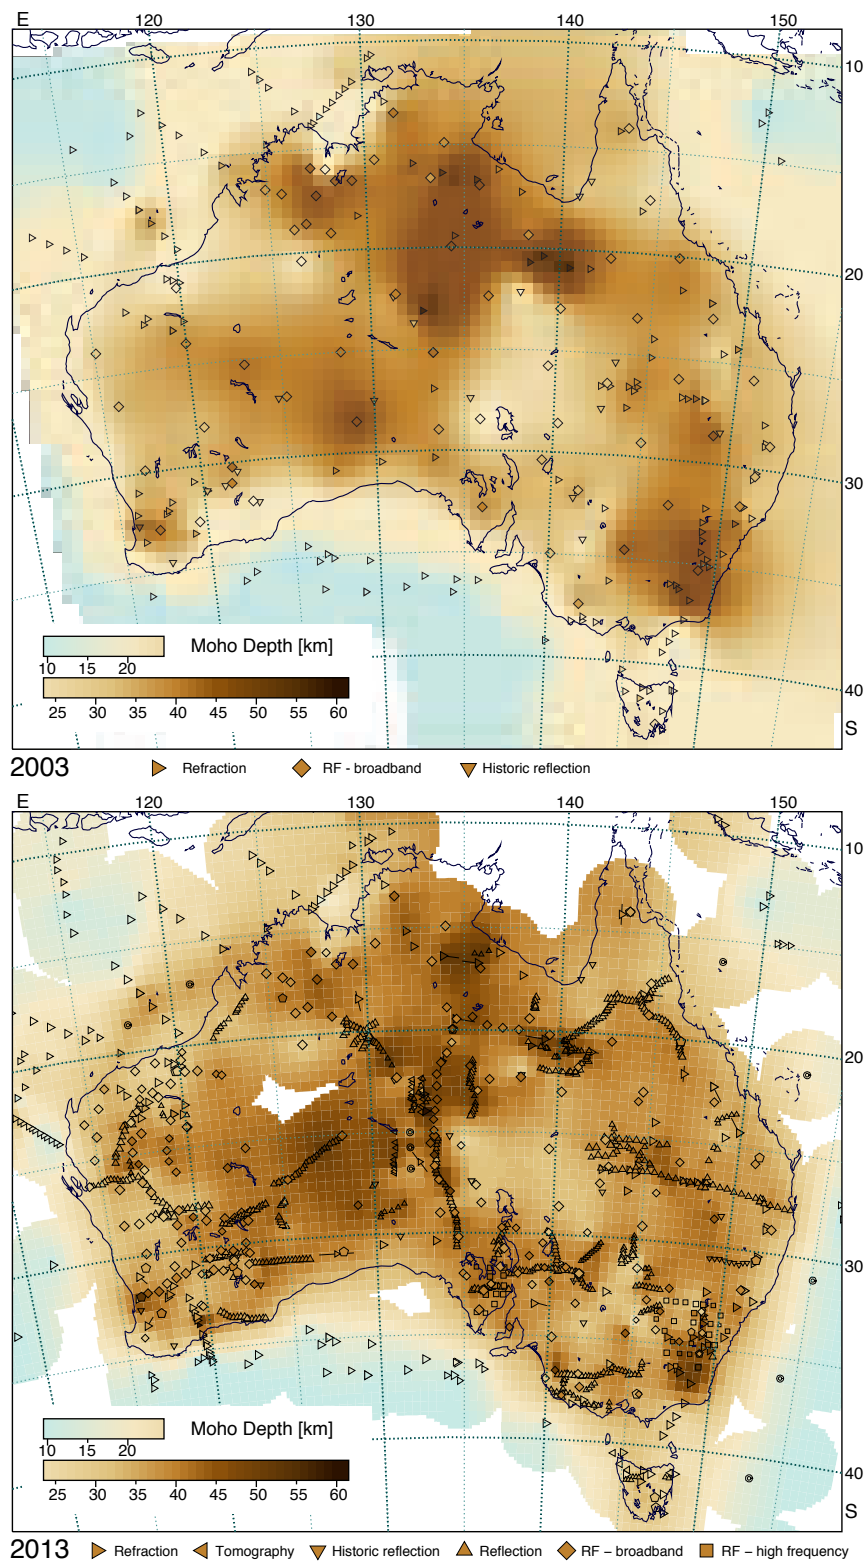 E 120 130 140 150
10
20
30
40
S
Moho Depth [km]
10 15 20
25 30 35 40 45 50 55 60
2003 Refraction RF - broadband Historic reflection
E 120 130 140 150
10
20
30
40
S
Moho Depth [km]
10 15 20
25 30 35 40 45 50 55 60
2013 Refraction Tomography Historic reflection Reflection RF – broadband RF – high frequency